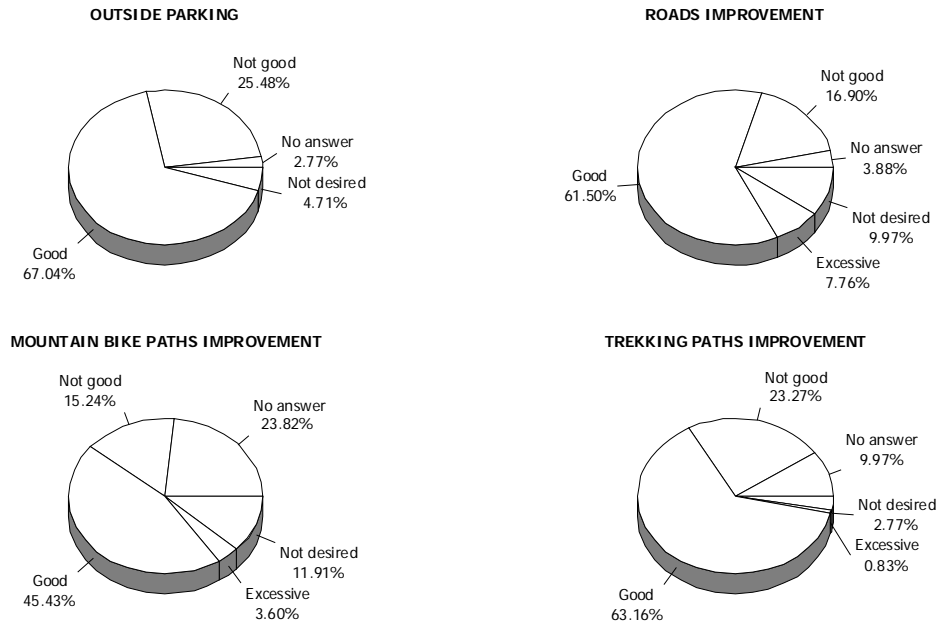 OUTSIDE PARKING
Not good
25.48%
No answer
2.77%
Not desired
4.71%
Good
67.04%
ROADS IMPROVEMENT
Not good
16.90%
No answer
3.88%
Good
61.50%
Not desired
9.97%
Excessive
7.76%
MOUNTAIN BIKE PATHS IMPROVEMENT
Not good
15.24%
No answer
23.82%
Not desired
11.91%
Good
45.43%
Excessive
3.60%
TREKKING PATHS IMPROVEMENT
Not good
23.27%
No answer
9.97%
Not desired
2.77%
Excessive
0.83%
Good
63.16%